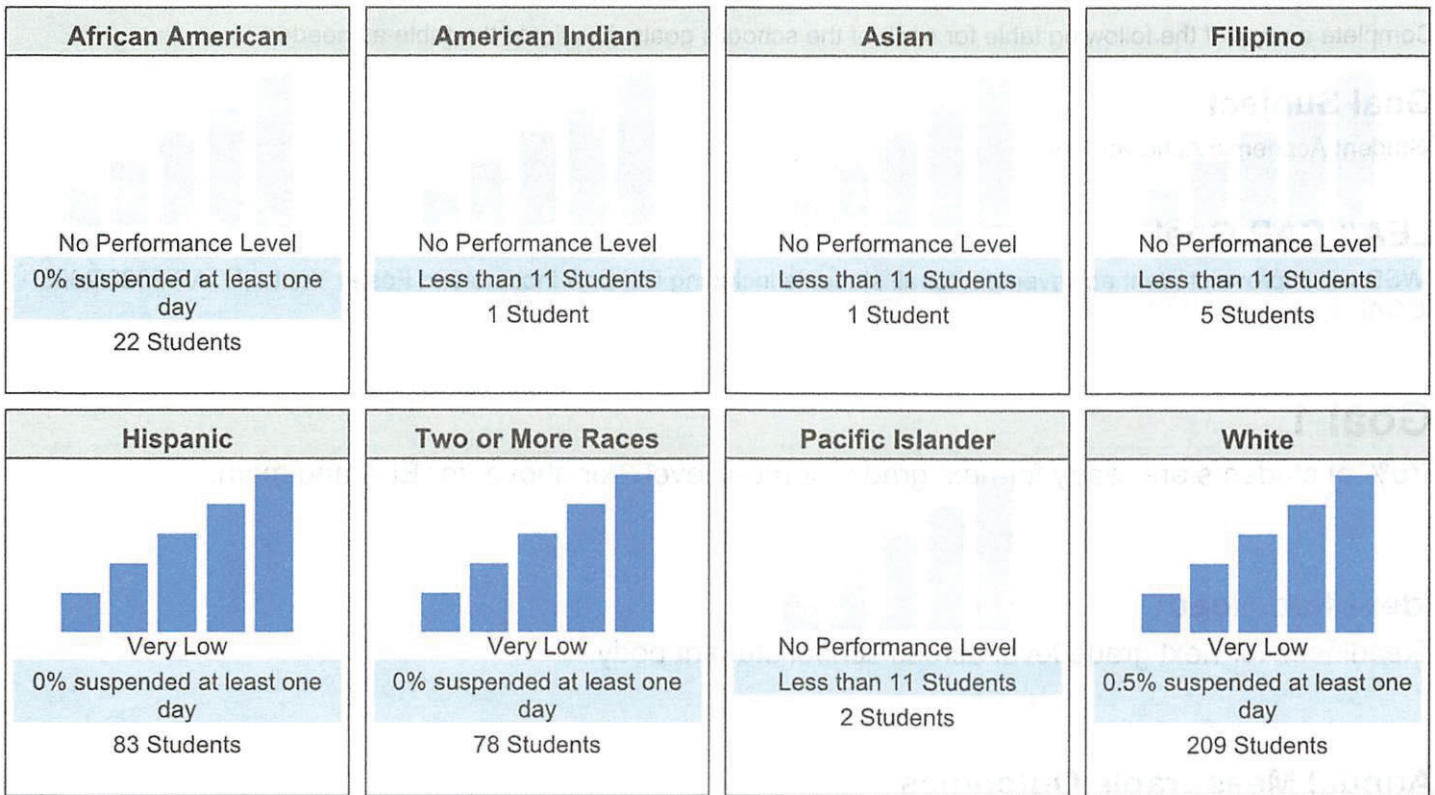 African American
No Performance Level
0% suspended at least one
day
22 Students
American Indian
No Performance Level
Less than 11 Students
1 Student
Asian
No Performance Level
Less than 11 Students
1 Student
Filipino
No Performance Level
Less than 11 Students
5 Students
Hispanic
Very Low
0% suspended at least one
day
83 Students
Two or More Races
Very Low
0% suspended at least one
day
78 Students
Pacific Islander
No Performance Level
Less than 11 Students
2 Students
White
Very Low
0.5% suspended at least one
day
209 Students